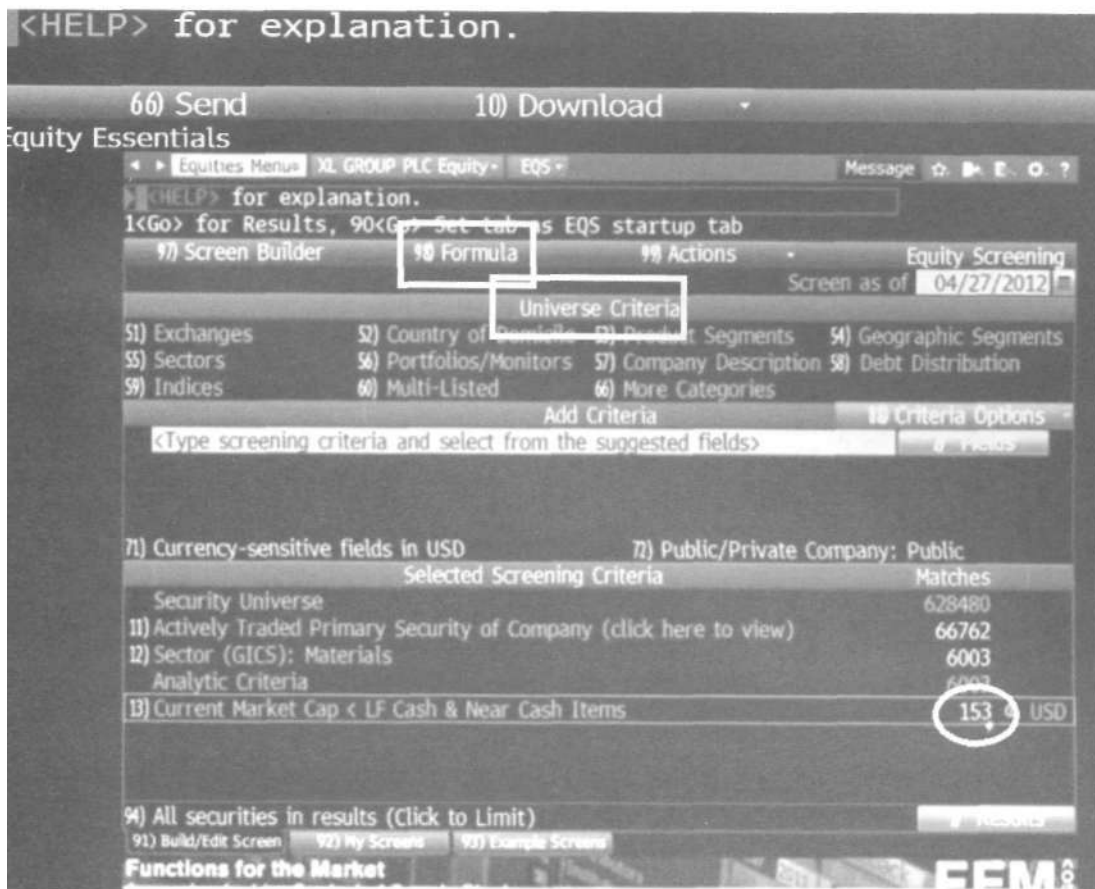 <HELP> for explanation.
66) Send 10) Download
Equity Essentials
Equities Menu XL GROUP PLC Equity EQS Message ?
<HELP> for explanation.
1<Go> for Results, 90<Go> Set tab as EQS startup tab
97) Screen Builder 98) Formula 99) Actions Equity Screening
Screen as of 04/27/2012
Universe Criteria
51) Exchanges 52) Country of Domicile 53) Product Segments 54) Geographic Segments
55) Sectors 56) Portfolios/Monitors 57) Company Description 58) Debt Distribution
59) Indices 60) Multi-Listed 66) More Categories
Add Criteria Criteria Options
<Type screening criteria and select from the suggested fields> Fields
71) Currency-sensitive fields in USD 72) Public/Private Company: Public
Selected Screening Criteria Matches
Security Universe 628480
11) Actively Traded Primary Security of Company (click here to view) 66762
12) Sector (GICS): Materials 6003
Analytic Criteria 6003
13) Current Market Cap < LF Cash & Near Cash Items 153 USD
94) All securities in results (Click to Limit) Results
91) Build/Edit Screen 92) My Screens 93) Example Screens
Functions for the Market
EEM